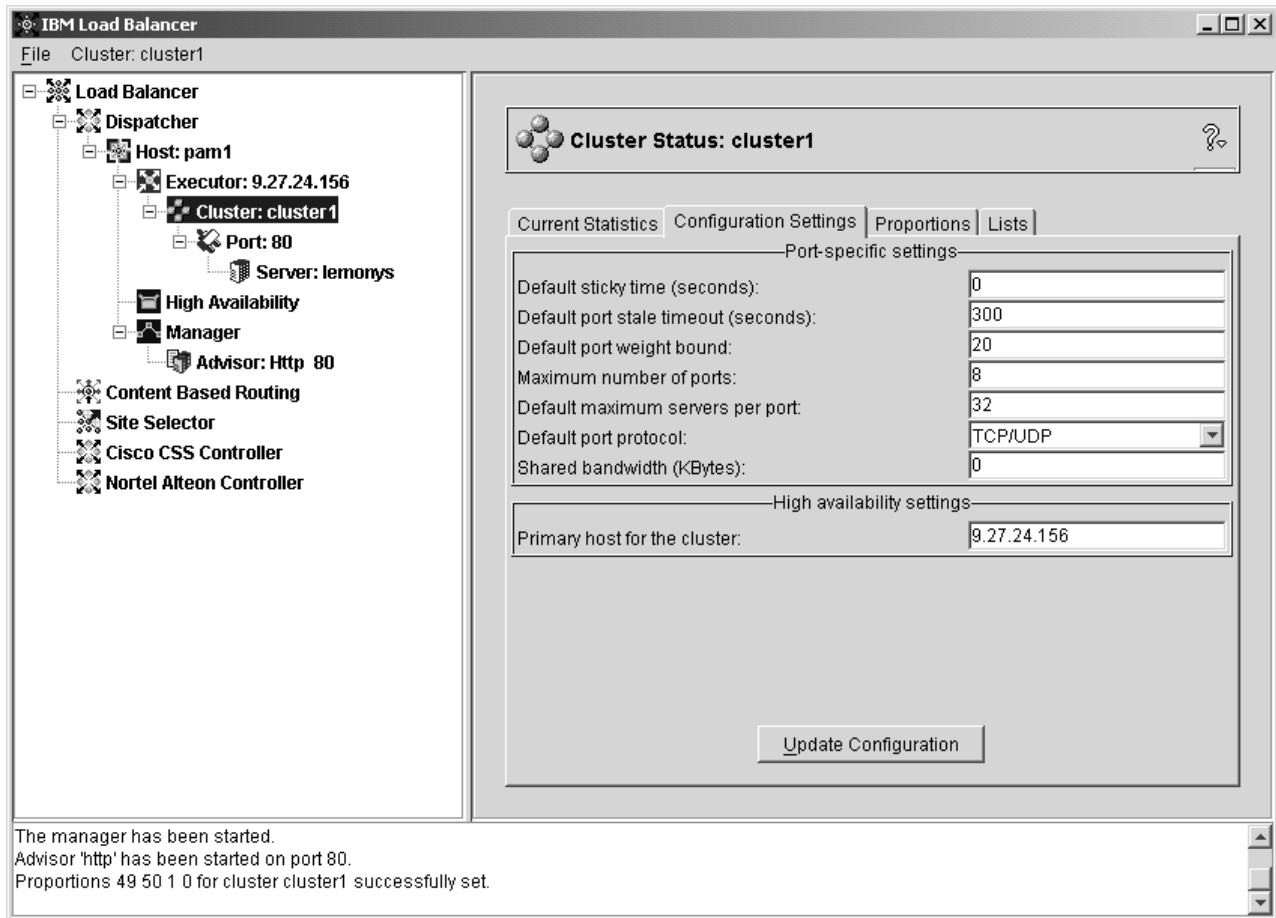 IBM Load Balancer
File Cluster: cluster1
Load Balancer
Dispatcher
Host: pam1
Executor: 9.27.24.156
Cluster: cluster1
Port: 80
Server: lemonys
High Availability
Manager
Advisor: Http 80
Content Based Routing
Site Selector
Cisco CSS Controller
Nortel Alteon Controller
Cluster Status: cluster1
?
Current Statistics Configuration Settings Proportions Lists
Port-specific settings
Default sticky time (seconds): 0
Default port stale timeout (seconds): 300
Default port weight bound: 20
Maximum number of ports: 8
Default maximum servers per port: 32
Default port protocol: TCP/UDP
Shared bandwidth (KBytes): 0
High availability settings
Primary host for the cluster: 9.27.24.156
Update Configuration
The manager has been started.
Advisor 'http' has been started on port 80.
Proportions 49 50 1 0 for cluster cluster1 successfully set.